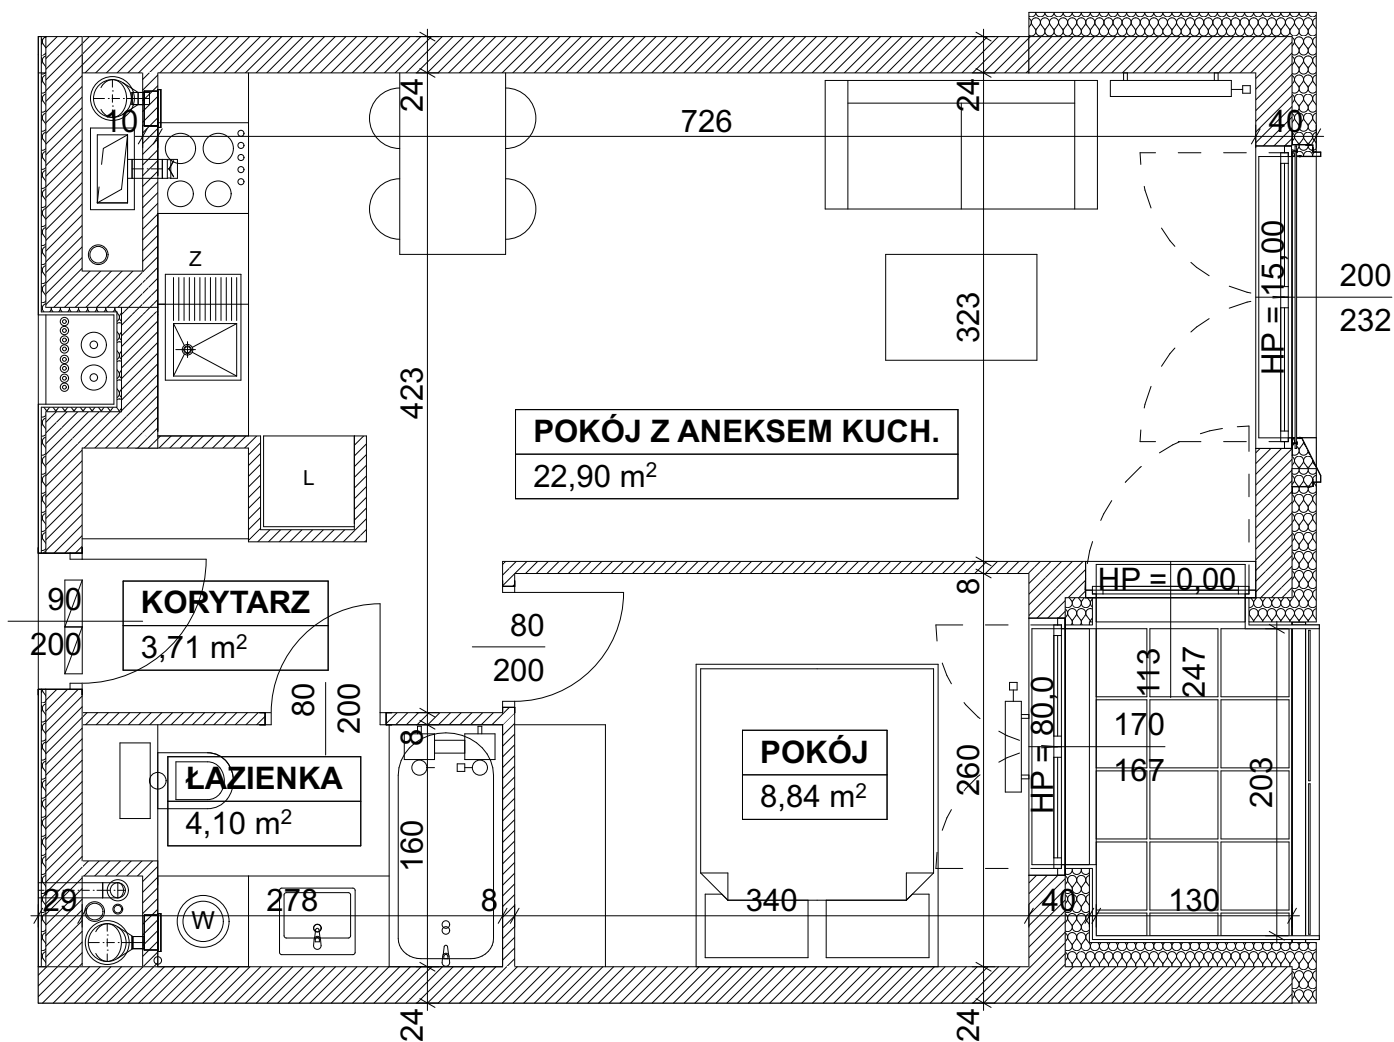 24
24
10
726
40
Z
HP = 15,00
200
232
323
423
POKÓJ Z ANEKSEM KUCH.
22,90 m²
L
8
HP = 0,00
90
200
KORYTARZ
3,71 m²
80
200
80
200
113
247
HP = 80,0
170
167
8
POKÓJ
8,84 m²
260
203
ŁAZIENKA
4,10 m²
160
29
W
278
8
340
40
130
24
24